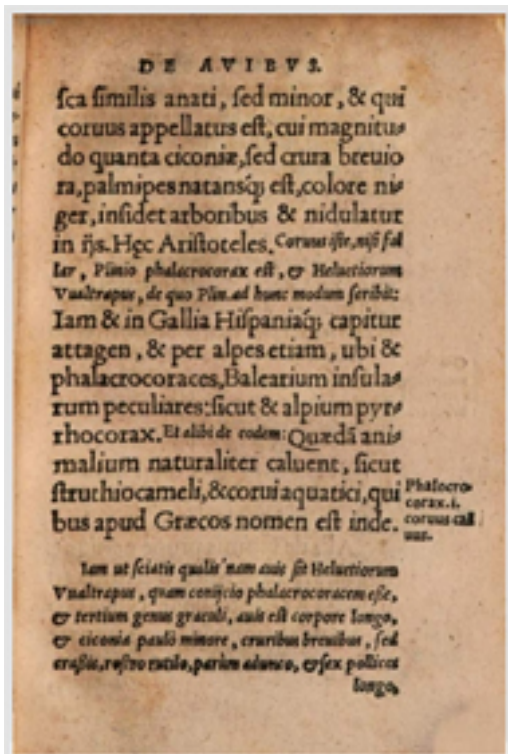 DE AVIBVS.
sca similis anati, sed minor, & qui
coruus appellatus est, cui magnitu-
do quanta ciconiæ, sed crura breuio
ra, palmipes natansq́; est, colore ni-
ger, insidet arboribus & nidulatur
in ijs. Hęc Aristoteles. Coruus iste, nisi fal
lar, Plinio phalacrocorax est, & Heluetiorum
Vualtrapus, de quo Plin. ad hunc modum scribit:
Iam & in Gallia Hispaniaq́; capitur
attagen, & per alpes etiam, ubi &
phalacrocoraces, Balearium insula-
rum peculiares: sicut & alpium pyr-
rhocorax. Et alibi de eodem: Quædā ani-
malium naturaliter caluent, sicut
struthiocameli, & corui aquatici, qui
bus apud Græcos nomen est inde.
Phalocro-
corax. i.
coruus cal
uus.
Iam ut sciatis qualis nam auis sit Heluetiorum
Vualtrapus, quam conijcio phalacrocoracem esse,
& tertium genus graculi, auis est corpore longo,
& ciconia paulò minore, cruribus breuibus, sed
crassis, rostro rutilo, parùm adunco, & sex pollices
longo,